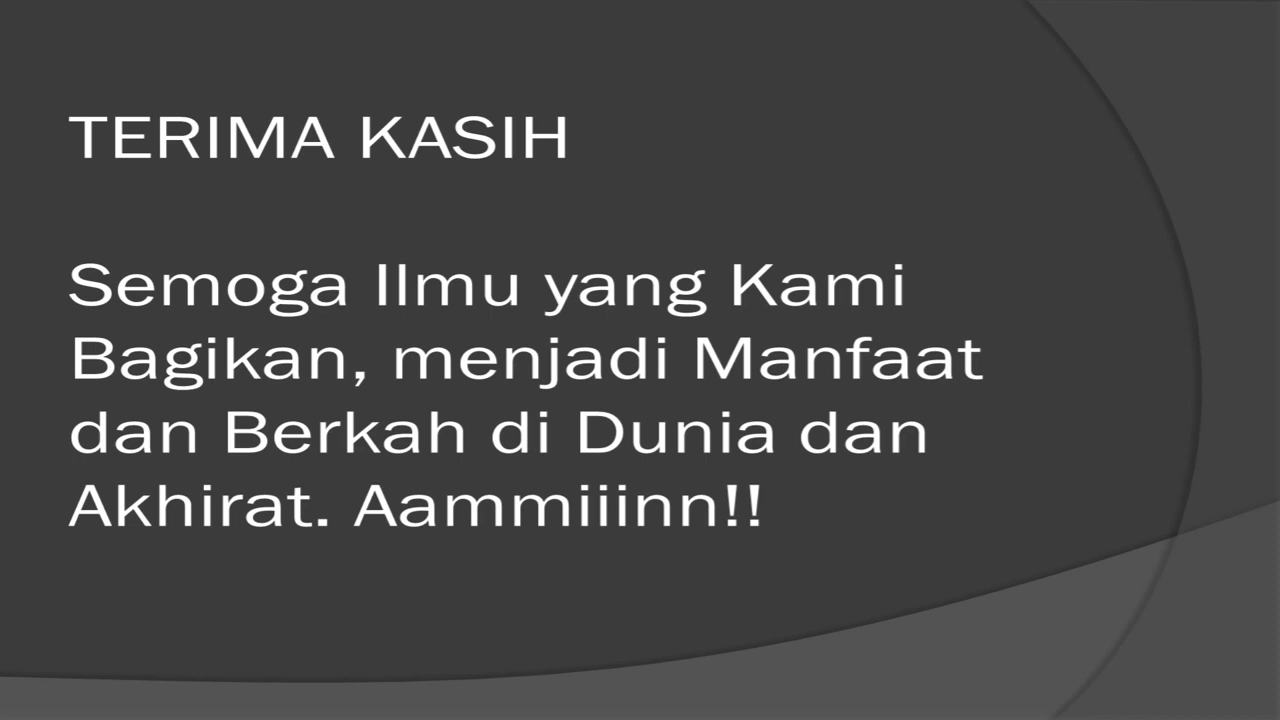 TERIMA KASIH
Semoga Ilmu yang Kami
Bagikan, menjadi Manfaat
dan Berkah di Dunia dan
Akhirat. Aammiiinn!!